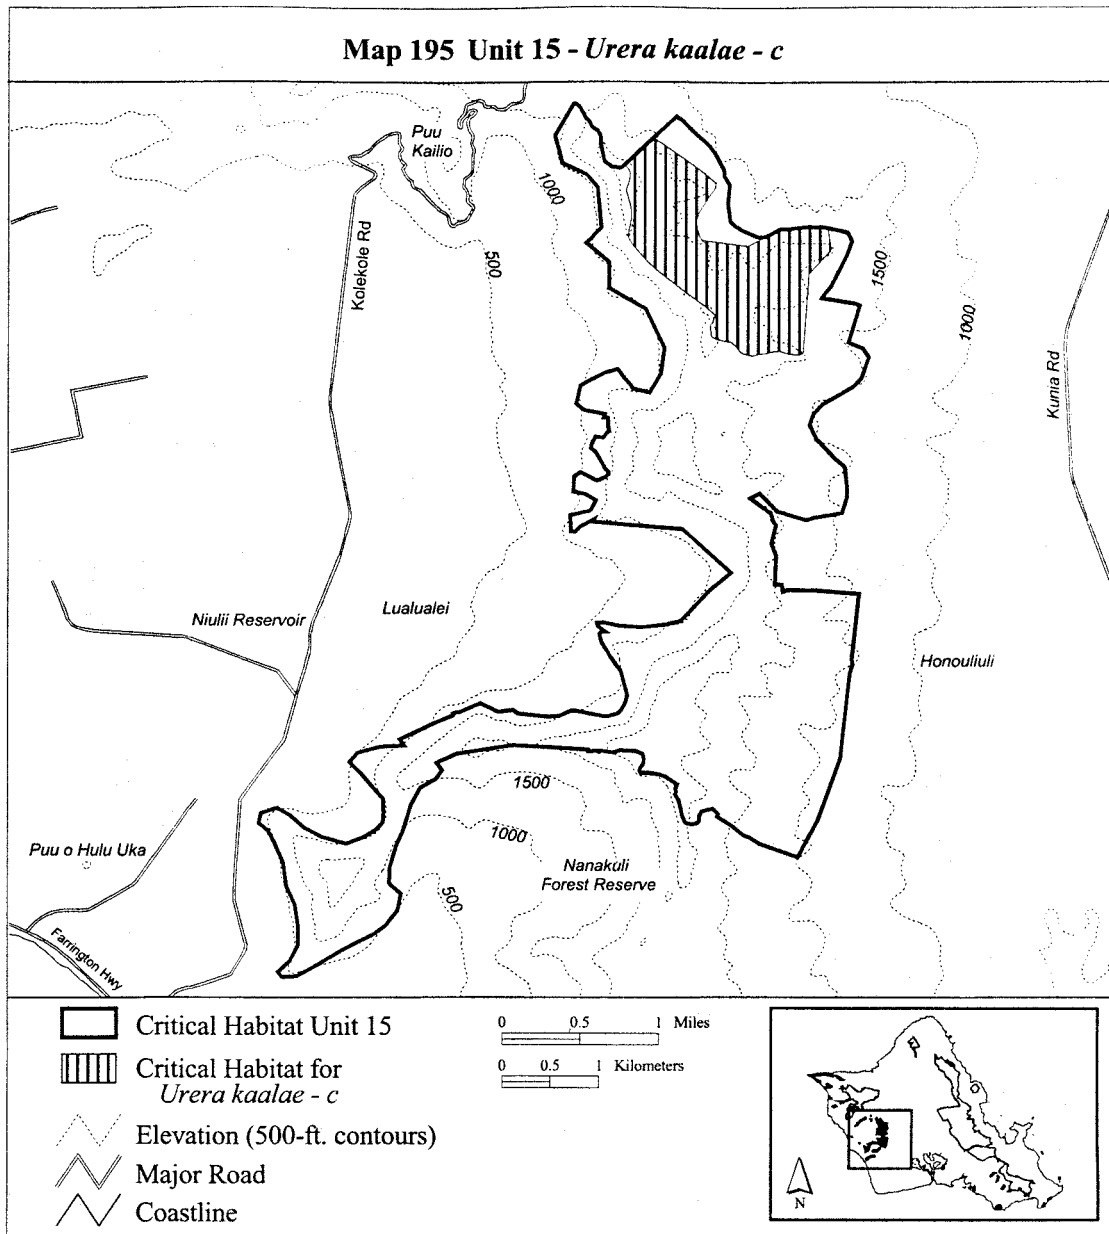 Map 195 Unit 15 - Urera kaalae - c
Puu
Kailio
1000
Kolekole Rd
500
1500
1000
Kunia Rd
Niulii Reservoir
Lualualei
Honouliuli
1500
1000
Puu o Hulu Uka
Nanakuli
Forest Reserve
500
Farrington Hwy
Critical Habitat Unit 15
Critical Habitat for
Urera kaalae - c
Elevation (500-ft. contours)
Major Road
Coastline
0 0.5 1 Miles
0 0.5 1 Kilometers
N